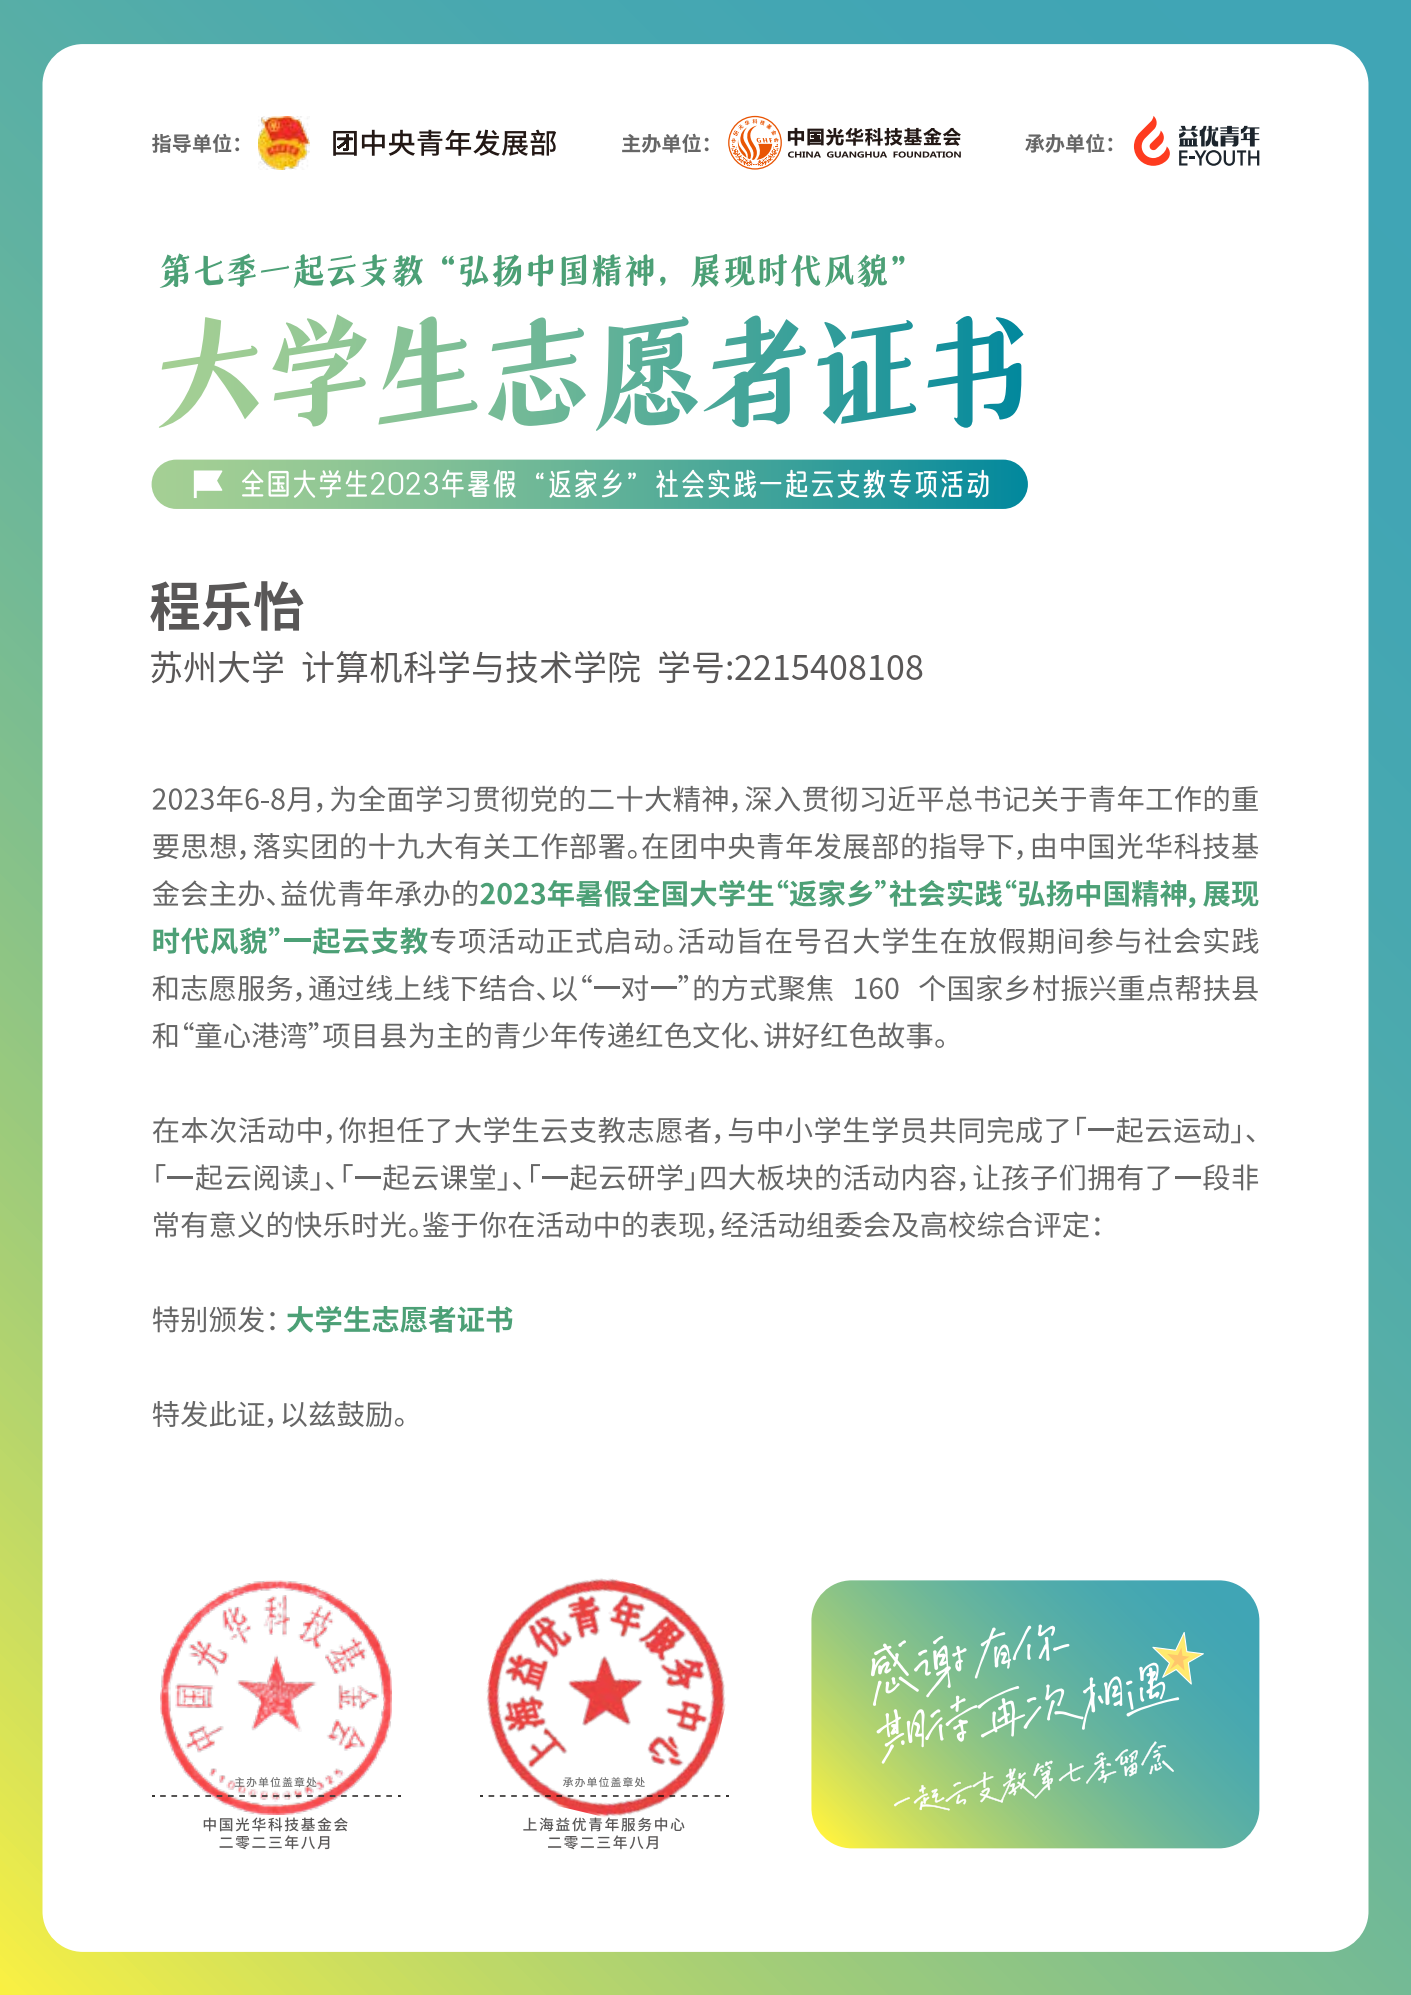 指导单位：
团中央青年发展部
主办单位：
中国光华科技基金会
CHINA GUANGHUA FOUNDATION
承办单位：
益优青年
E-YOUTH
第七季一起云支教“弘扬中国精神，展现时代风貌”
大学生志愿者证书
全国大学生2023年暑假“返家乡”社会实践一起云支教专项活动
程乐怡
苏州大学 计算机科学与技术学院 学号:2215408108
2023年6-8月，为全面学习贯彻党的二十大精神，深入贯彻习近平总书记关于青年工作的重
要思想，落实团的十九大有关工作部署。在团中央青年发展部的指导下，由中国光华科技基
金会主办、益优青年承办的2023年暑假全国大学生“返家乡”社会实践“弘扬中国精神，展现
时代风貌”一起云支教专项活动正式启动。活动旨在号召大学生在放假期间参与社会实践
和志愿服务，通过线上线下结合、以“一对一”的方式聚焦 160 个国家乡村振兴重点帮扶县
和“童心港湾”项目县为主的青少年传递红色文化、讲好红色故事。
在本次活动中，你担任了大学生云支教志愿者，与中小学生学员共同完成了「一起云运动」、
「一起云阅读」、「一起云课堂」、「一起云研学」四大板块的活动内容，让孩子们拥有了一段非
常有意义的快乐时光。鉴于你在活动中的表现，经活动组委会及高校综合评定：
特别颁发：大学生志愿者证书
特发此证，以兹鼓励。
中国光华科技基金会
主办单位盖章处
中国光华科技基金会
二零二三年八月
上海益优青年服务中心
承办单位盖章处
上海益优青年服务中心
二零二三年八月
感谢有你
期待再次相遇
一起云支教第七季留念